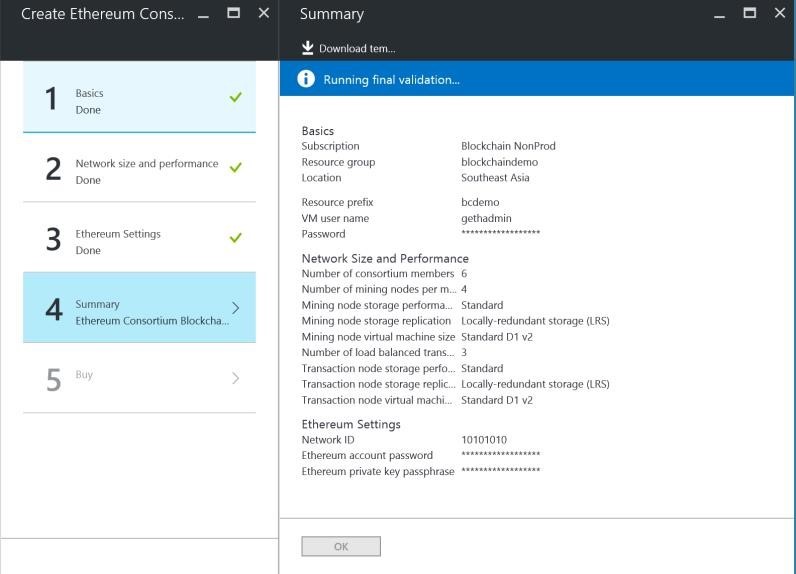 Create Ethereum Cons...
1
Basics
Done
2
Network size and performance
Done
3
Ethereum Settings
Done
4
Summary
Ethereum Consortium Blockcha...
5
Buy
Summary
Download tem...
Running final validation...
Basics
Subscription Blockchain NonProd
Resource group blockchaindemo
Location Southeast Asia
Resource prefix bcdemo
VM user name gethadmin
Password *****************
Network Size and Performance
Number of consortium members 6
Number of mining nodes per m... 4
Mining node storage performa... Standard
Mining node storage replication Locally-redundant storage (LRS)
Mining node virtual machine size Standard D1 v2
Number of load balanced trans... 3
Transaction node storage perfo... Standard
Transaction node storage replic... Locally-redundant storage (LRS)
Transaction node virtual machi... Standard D1 v2
Ethereum Settings
Network ID 10101010
Ethereum account password *****************
Ethereum private key passphrase *****************
OK